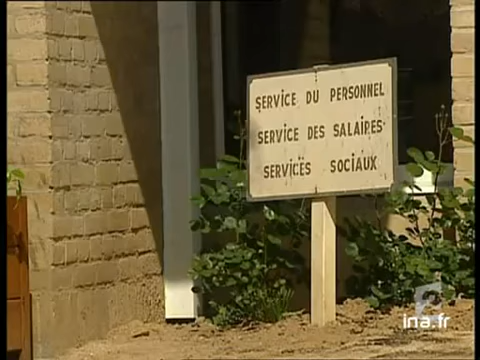 SERVICE DU PERSONNEL
SERVICE DES SALAIRES
SERVICES SOCIAUX
ina.fr